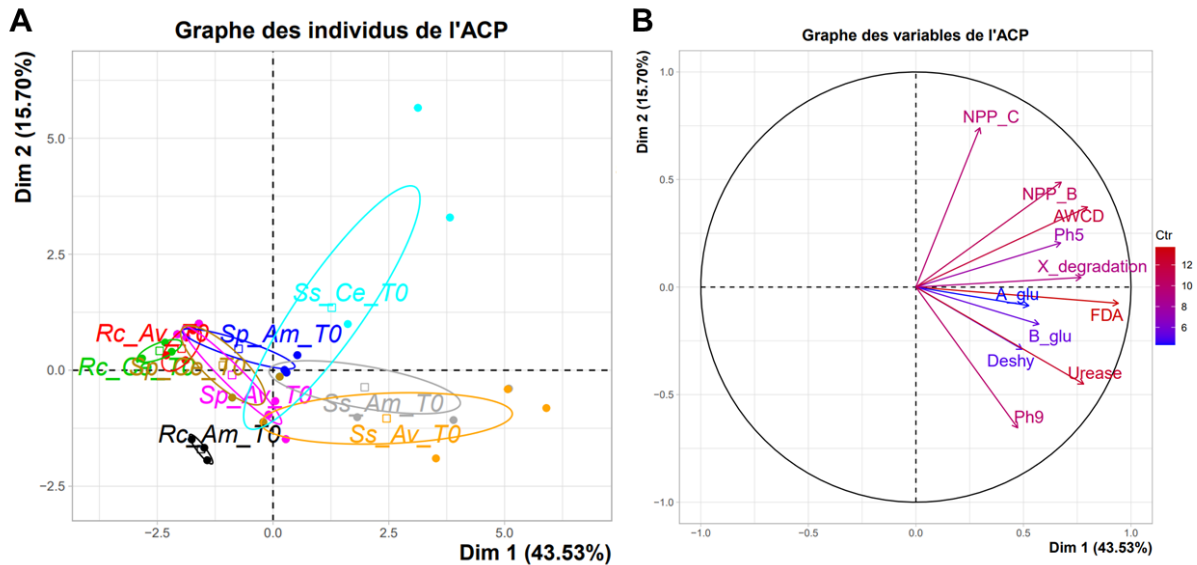 A
Graphe des individus de l'ACP
Dim 2 (15.70%)
5.0
2.5
0.0
−2.5
Ss_Ce_T0
Rc_Av_T0
Sp_Am_T0
Sp_Av_T0
Ss_Am_T0
Ss_Av_T0
Rc_Am_T0
−2.5
0.0
2.5
5.0
Dim 1 (43.53%)
B
Graphe des variables de l'ACP
Dim 2 (15.70%)
1.0
0.5
0.0
−0.5
−1.0
NPP_C
NPP_B
AWCD
Ph5
X_degradation
A_glu
FDA
B_glu
Deshy
Urease
Ph9
−1.0
−0.5
0.0
0.5
1.0
Dim 1 (43.53%)
Ctr
12
10
8
6